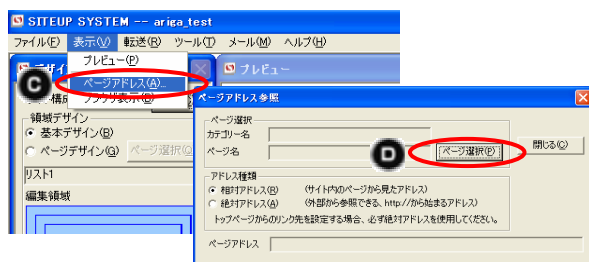 SITEUP SYSTEM -- ariga_test
ファイル(F) 表示(V) 転送(R) ツール(T) メール(M) ヘルプ(H)
プレビュー(P)
ページアドレス(A)...
ブラウザ表示(B)
C
プレビュー
領域デザイン
基本デザイン(B)
ページデザイン(G) ページ選択(Q
リスト1
編集領域
ページアドレス参照
ページ選択
カテゴリー名
ページ名
D
ページ選択(P)
閉じる(C)
アドレス種類
相対アドレス(R) (サイト内のページから見たアドレス)
絶対アドレス(A) (外部から参照できる、http://から始まるアドレス)
トップページからのリンク先を設定する場合、必ず絶対アドレスを使用してください。
ページアドレス